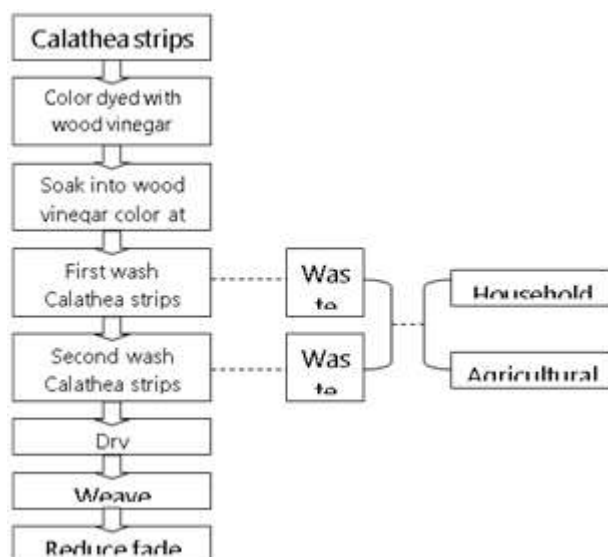 Calathea strips
Color dyed with
wood vinegar
Soak into wood
vinegar color at
First wash
Calathea strips
Was
te
Household
Second wash
Calathea strips
Was
te
Agricultural
Dry
Weave
Reduce fade